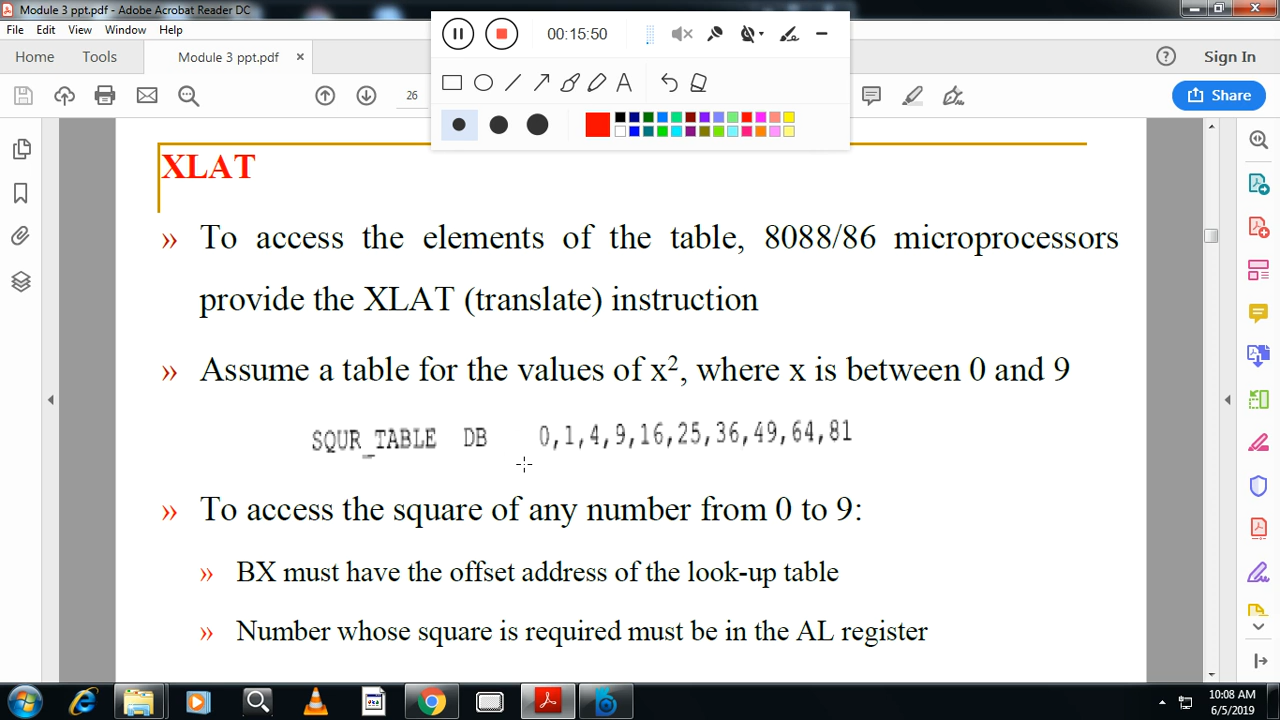 Module 3 ppt.pdf - Adobe Acrobat Reader DC
File Edit View Window Help
00:15:50
Home Tools Module 3 ppt.pdf × Sign In
26
A
Share
XLAT
» To access the elements of the table, 8088/86 microprocessors
provide the XLAT (translate) instruction
» Assume a table for the values of x², where x is between 0 and 9
SQUR_TABLE DB 0,1,4,9,16,25,36,49,64,81
» To access the square of any number from 0 to 9:
» BX must have the offset address of the look-up table
» Number whose square is required must be in the AL register
10:08 AM
6/5/2019